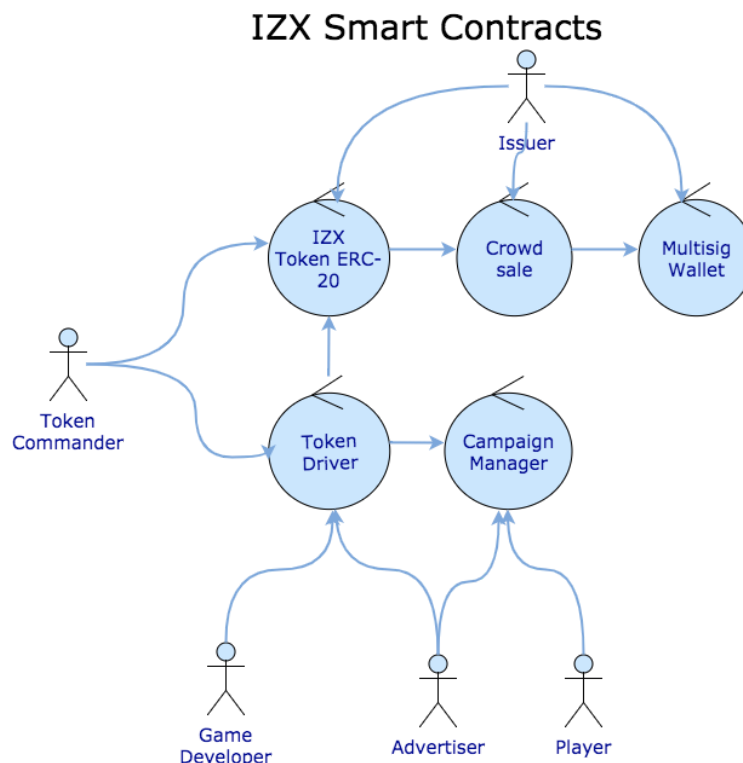 IZX Smart Contracts
Issuer
IZX
Token ERC-
20
Crowd
sale
Multisig
Wallet
Token
Commander
Token
Driver
Campaign
Manager
Game
Developer
Advertiser
Player